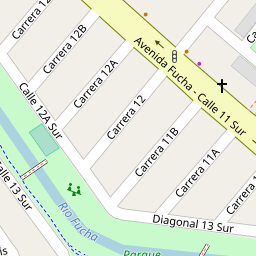 Carrera 13
Carrera 12B
Carrera 12A
Carrera 12
Avenida Fucha - Calle 11 Sur
Calle 12A Sur
Carrera 11B
Carrera 11A
Calle 13 Sur
Río Fucha
Diagonal 13 Sur
Parque